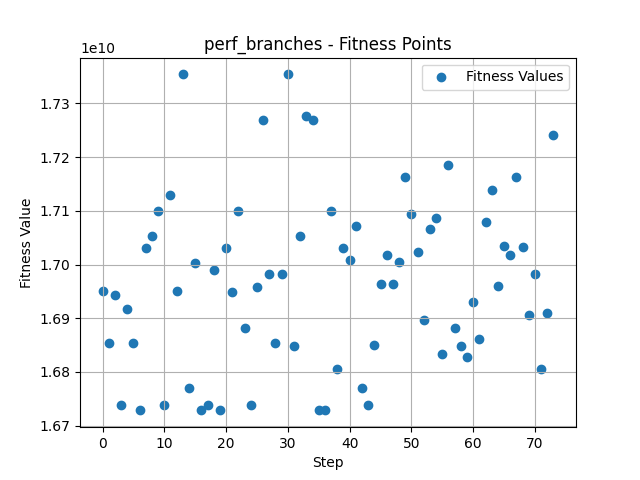 perf_branches - Fitness Points
1e10
Fitness Values
1.73
1.72
1.71
1.70
1.69
1.68
1.67
Fitness Value
0 10 20 30 40 50 60 70
Step